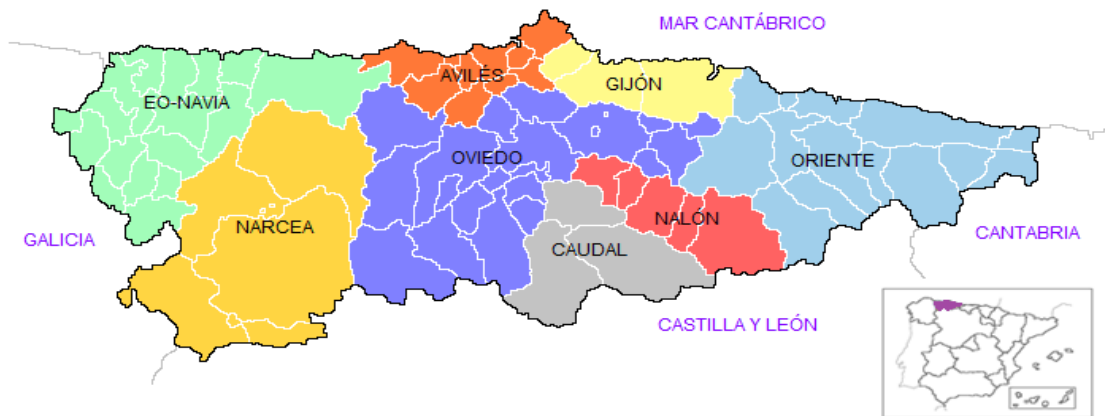 MAR CANTÁBRICO
AVILÉS
GIJÓN
EO-NAVIA
OVIEDO
ORIENTE
NALÓN
NARCEA
GALICIA
CANTABRIA
CAUDAL
CASTILLA Y LEÓN